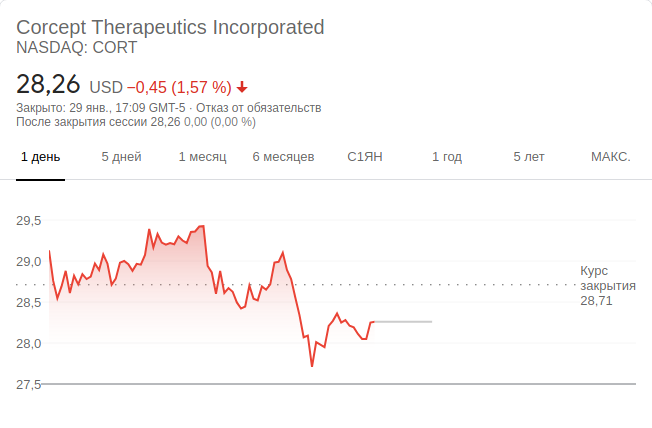 Corcept Therapeutics Incorporated
NASDAQ: CORT
28,26 USD −0,45 (1,57 %)
Закрыто: 29 янв., 17:09 GMT-5 · Отказ от обязательств
После закрытия сессии 28,26 0,00 (0,00 %)
1 день 5 дней 1 месяц 6 месяцев С1ЯН 1 год 5 лет МАКС.
29,5
29,0
Курс
закрытия
28,71
28,5
28,0
27,5